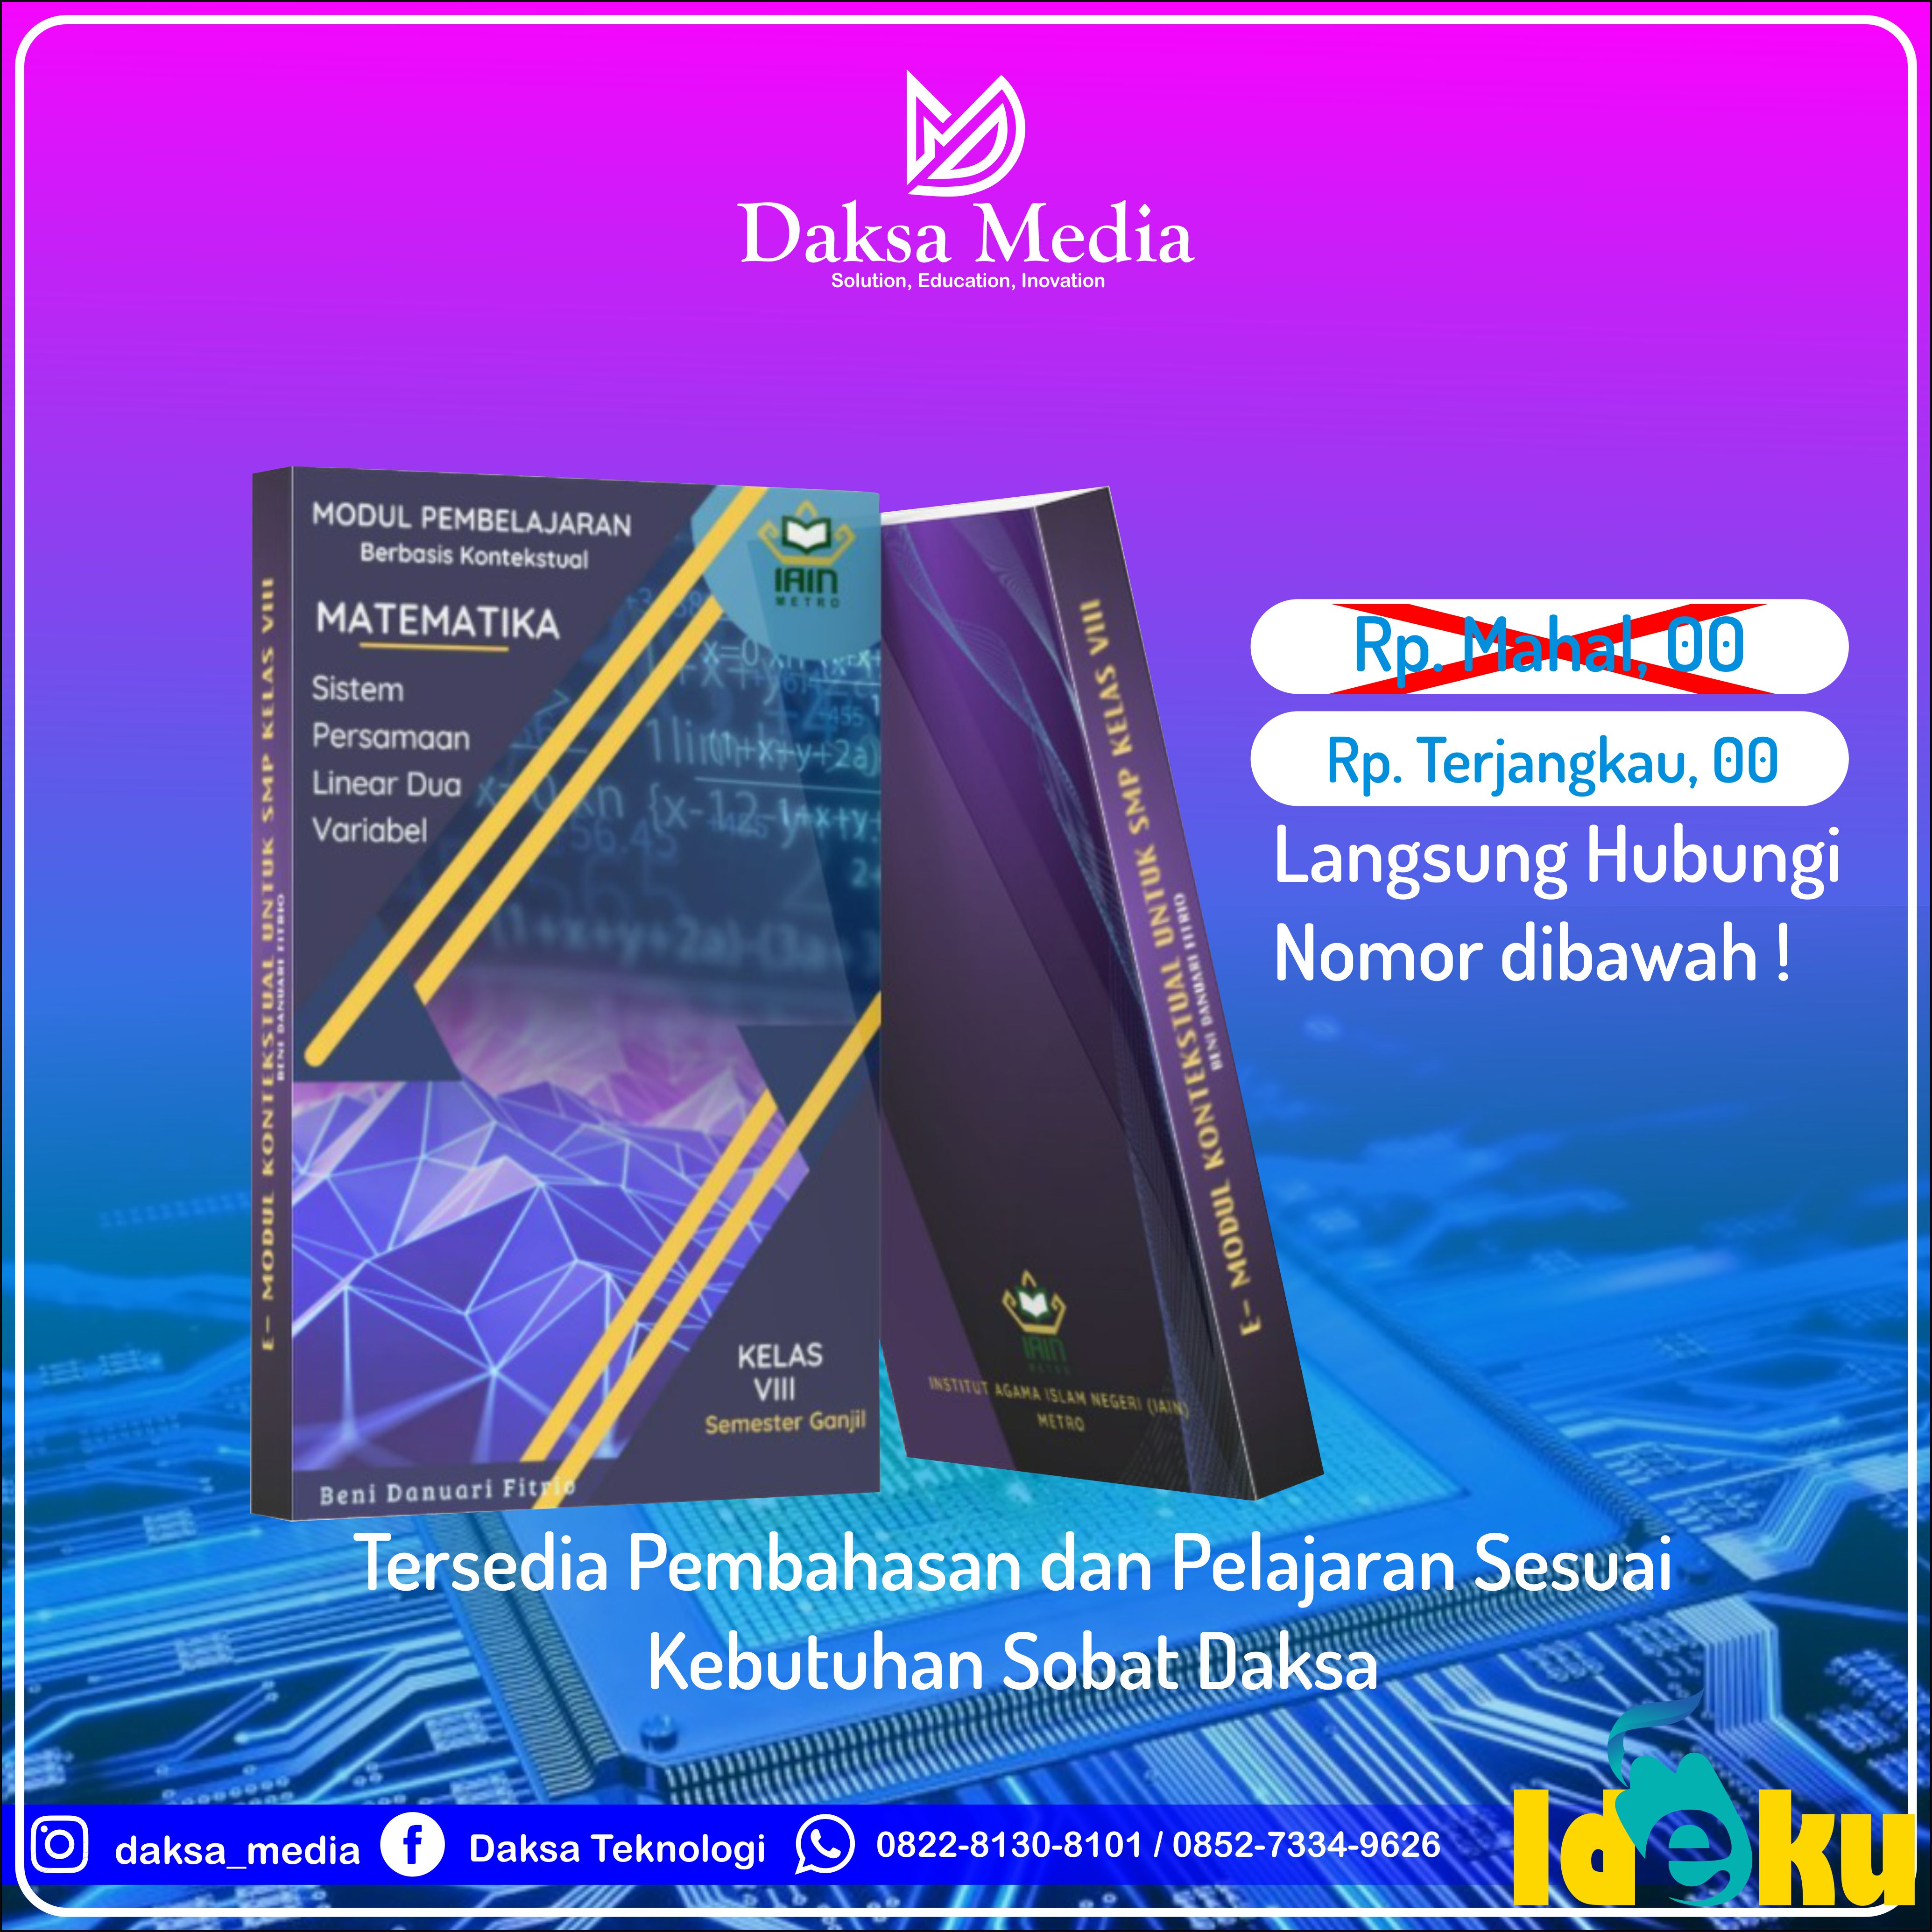 Daksa Media
Solution, Education, Inovation
MODUL PEMBELAJARAN
Berbasis Kontekstual
MATEMATIKA
Sistem
Persamaan
Linear Dua
Variabel
IAIN
METRO
KELAS
VIII
Semester Ganjil
Beni Danuari Fitrio
E- MODUL KONTEKSTUAL UNTUK SMP KELAS VIII
BENI DANUARI FITRIO
E- MODUL KONTEKSTUAL UNTUK SMP KELAS VIII
BENI DANUARI FITRIO
IAIN
METRO
INSTITUT AGAMA ISLAM NEGERI (IAIN)
METRO
Rp. Mahal, 00
Rp. Terjangkau, 00
Langsung Hubungi
Nomor dibawah !
Tersedia Pembahasan dan Pelajaran Sesuai
Kebutuhan Sobat Daksa
daksa_media
Daksa Teknologi
0822-8130-8101 / 0852-7334-9626
Ideku